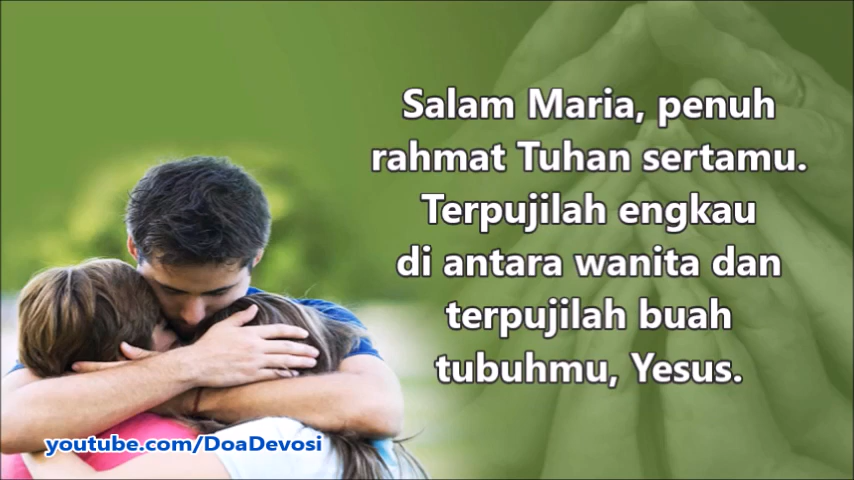 Salam Maria, penuh
rahmat Tuhan sertamu.
Terpujilah engkau
di antara wanita dan
terpujilah buah
tubuhmu, Yesus.
youtube.com/DoaDevosi